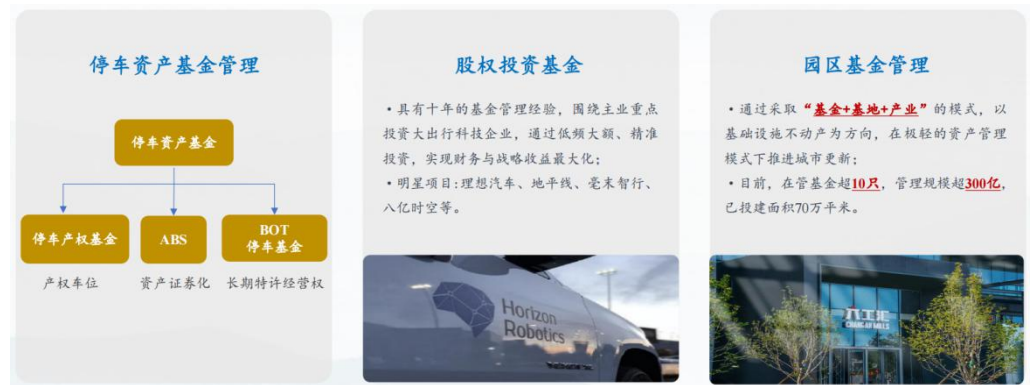 停车资产基金管理
停车资产基金
停车产权基金
ABS
BOT
停车基金
产权车位
资产证券化
长期特许经营权
股权投资基金
•具有十年的基金管理经验，围绕主业重点
投资大出行科技企业，通过低频大额、精准
投资，实现财务与战略收益最大化；
•明星项目:理想汽车、地平线、毫末智行、
八亿时空等。
Horizon
Robotics
园区基金管理
•通过采取“基金+基地+产业”的模式，以
基础设施不动产为方向，在极轻的资产管理
模式下推进城市更新；
•目前，在管基金超10只，管理规模超300亿，
已投建面积70万平米。
六工汇
CHANG'AN MILLS